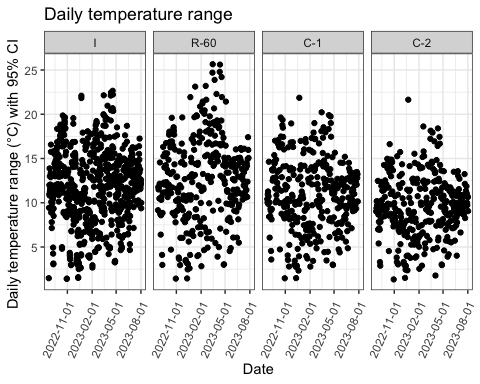 Daily temperature range
I R-60 C-1 C-2
Daily temperature range (°C) with 95% CI
25
20
15
10
5
2022-11-01 2023-02-01 2023-05-01 2023-08-01 2022-11-01 2023-02-01 2023-05-01 2023-08-01 2022-11-01 2023-02-01 2023-05-01 2023-08-01 2022-11-01 2023-02-01 2023-05-01 2023-08-01
Date